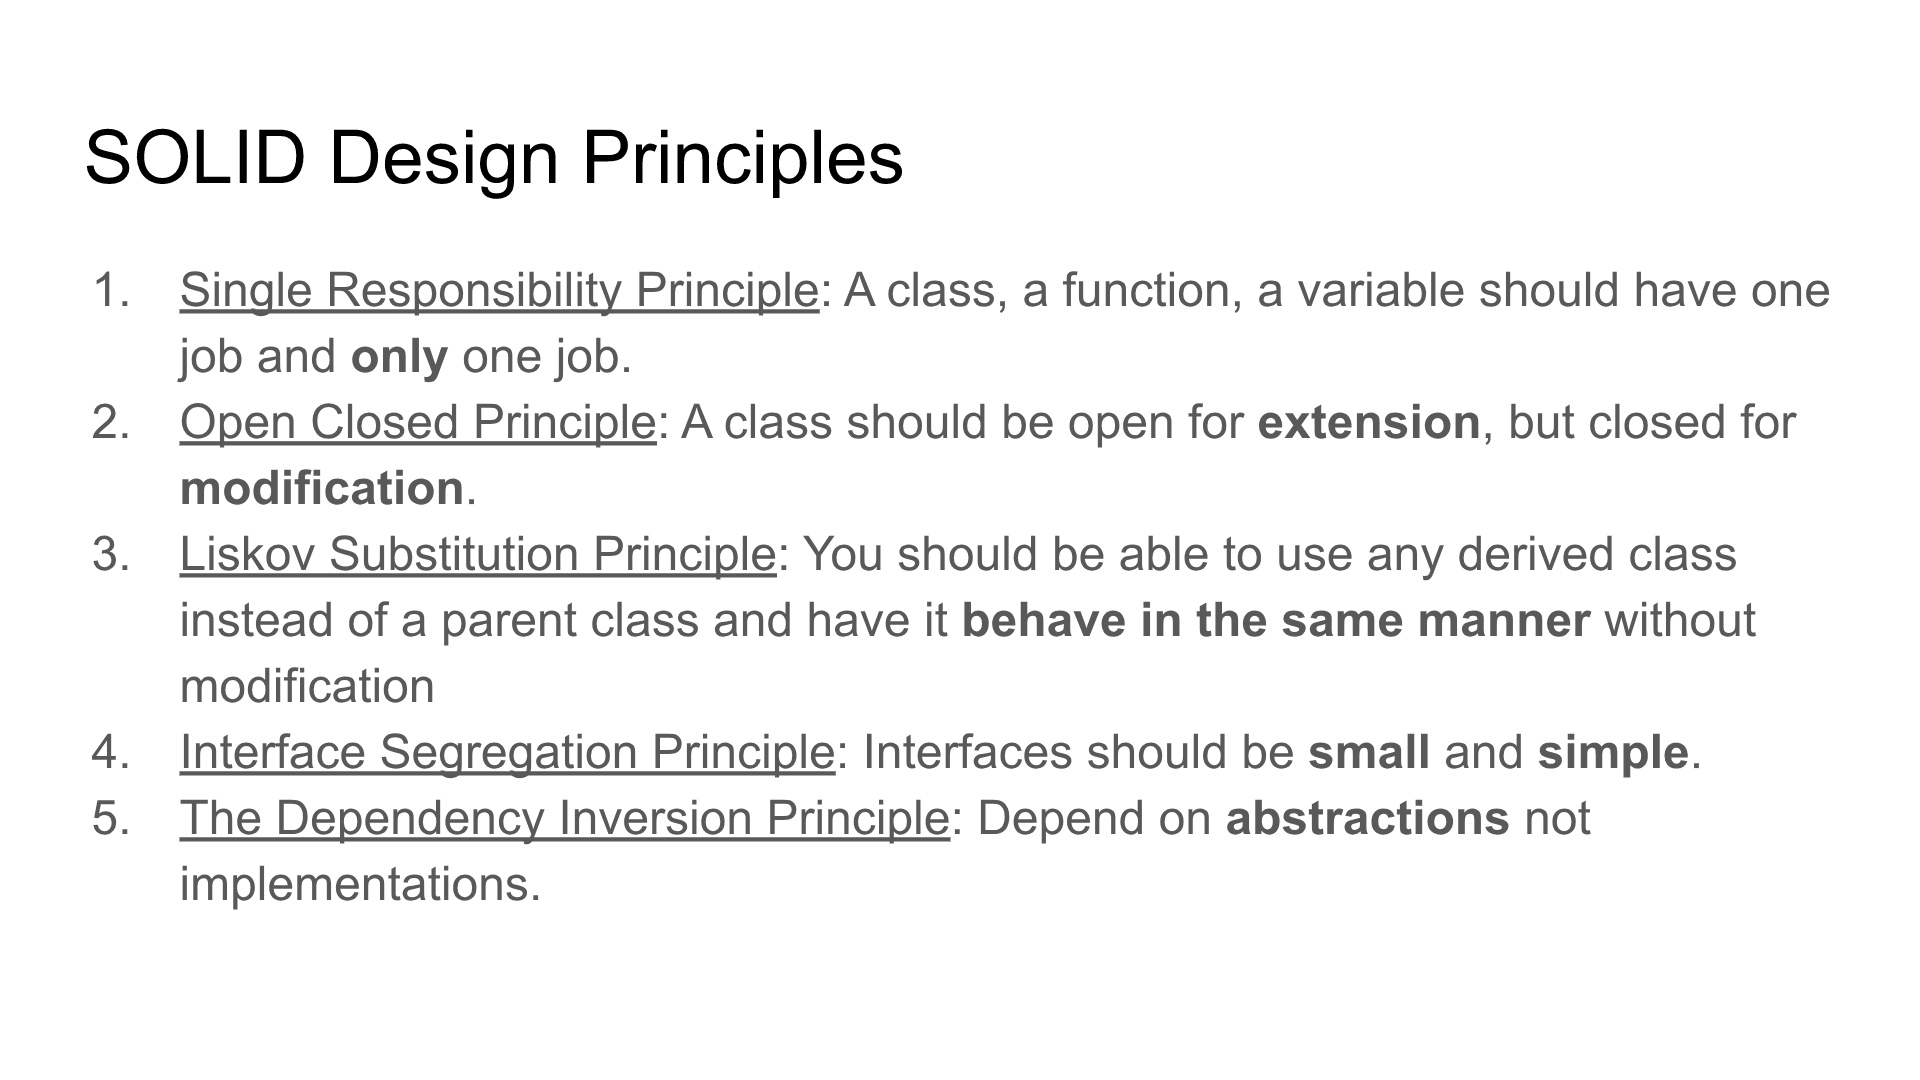 SOLID Design Principles
1. Single Responsibility Principle: A class, a function, a variable should have one
job and only one job.
2. Open Closed Principle: A class should be open for extension, but closed for
modification.
3. Liskov Substitution Principle: You should be able to use any derived class
instead of a parent class and have it behave in the same manner without
modification
4. Interface Segregation Principle: Interfaces should be small and simple.
5. The Dependency Inversion Principle: Depend on abstractions not
implementations.